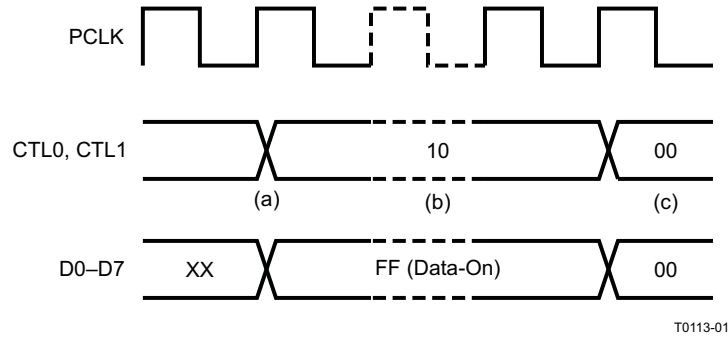 PCLK
CTL0, CTL1 10 00
(a) (b) (c)
D0–D7 XX FF (Data-On) 00
T0113-01